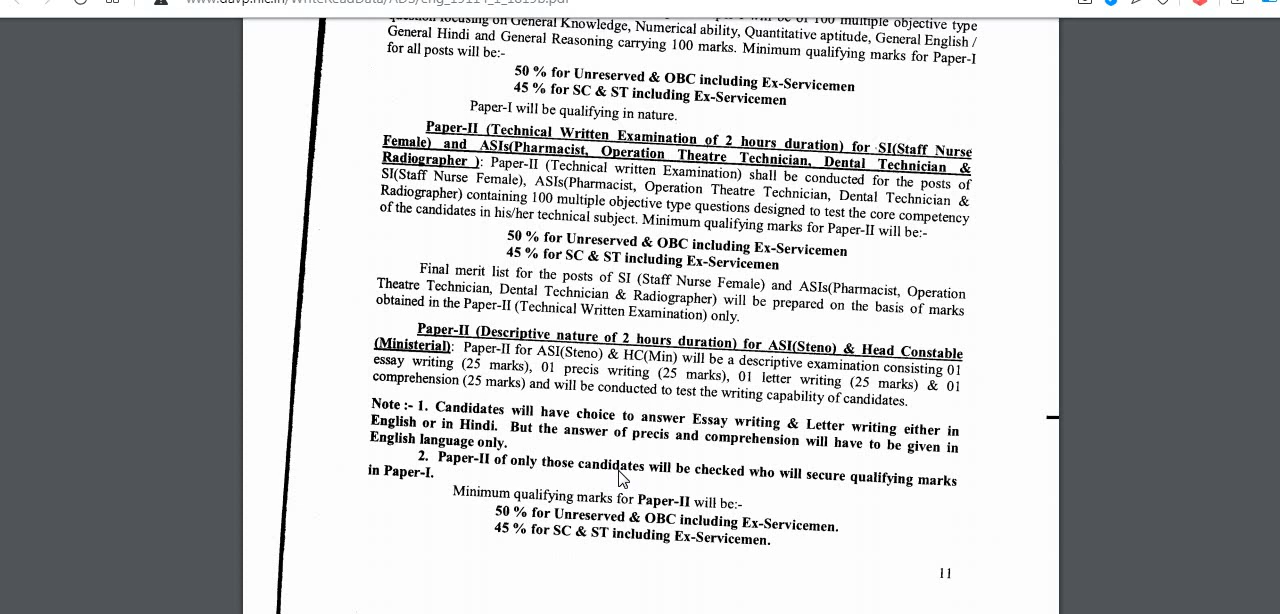 www.davp.nic.in/WriteReadData/ADS/eng_19114_1_1819b.pdf
question focusing on General Knowledge, Numerical ability, Quantitative aptitude, General English /
General Hindi and General Reasoning carrying 100 marks. Minimum qualifying marks for Paper-I
for all posts will be:-
50 % for Unreserved & OBC including Ex-Servicemen
45 % for SC & ST including Ex-Servicemen
Paper-I will be qualifying in nature.
Paper-II (Technical Written Examination of 2 hours duration) for SI(Staff Nurse
Female) and ASIs(Pharmacist, Operation Theatre Technician, Dental Technician &
Radiographer ): Paper-II (Technical written Examination) shall be conducted for the posts of
SI(Staff Nurse Female), ASIs(Pharmacist, Operation Theatre Technician, Dental Technician &
Radiographer) containing 100 multiple objective type questions designed to test the core competency
of the candidates in his/her technical subject. Minimum qualifying marks for Paper-II will be:-
50 % for Unreserved & OBC including Ex-Servicemen
45 % for SC & ST including Ex-Servicemen
Final merit list for the posts of SI (Staff Nurse Female) and ASIs(Pharmacist, Operation
Theatre Technician, Dental Technician & Radiographer) will be prepared on the basis of marks
obtained in the Paper-II (Technical Written Examination) only.
Paper-II (Descriptive nature of 2 hours duration) for ASI(Steno) & Head Constable
(Ministerial): Paper-II for ASI(Steno) & HC(Min) will be a descriptive examination consisting 01
essay writing (25 marks), 01 precis writing (25 marks), 01 letter writing (25 marks) & 01
comprehension (25 marks) and will be conducted to test the writing capability of candidates.
Note :- 1. Candidates will have choice to answer Essay writing & Letter writing either in
English or in Hindi. But the answer of precis and comprehension will have to be given in
English language only.
2. Paper-II of only those candidates will be checked who will secure qualifying marks
in Paper-I.
Minimum qualifying marks for Paper-II will be:-
50 % for Unreserved & OBC including Ex-Servicemen.
45 % for SC & ST including Ex-Servicemen.
11